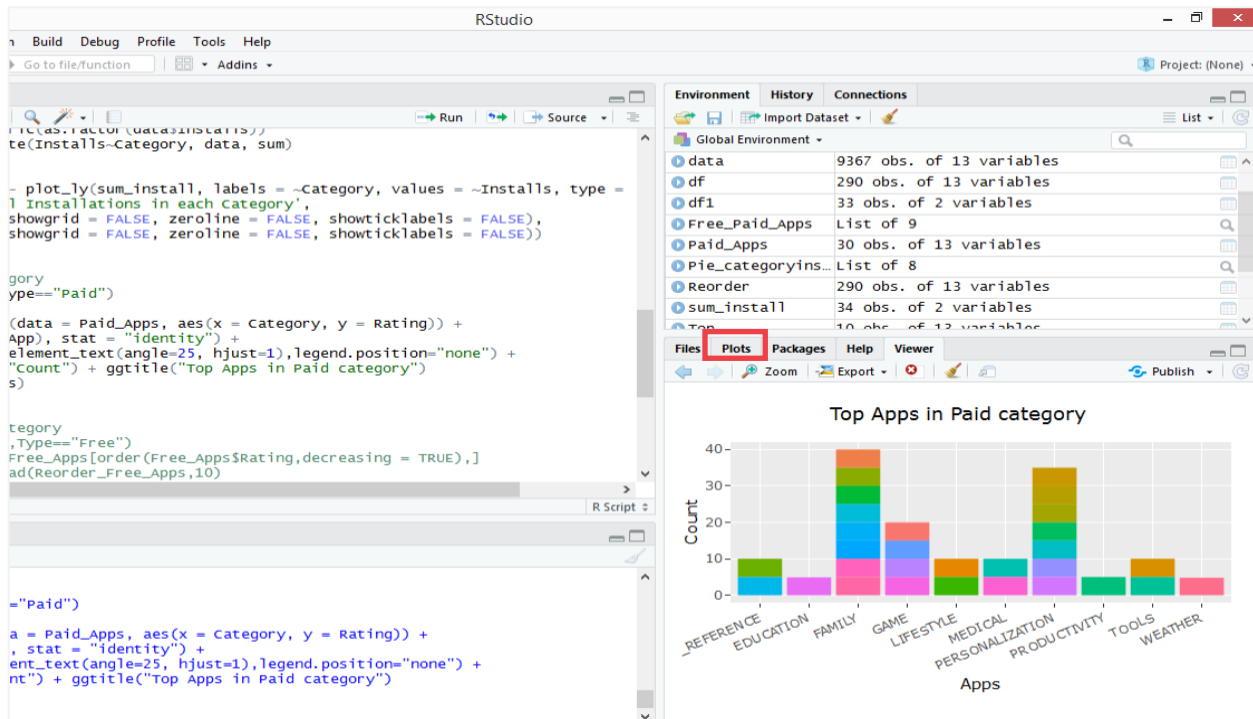 RStudio
Build Debug Profile Tools Help
Go to file/function Addins Project: (None)
Run Source
te(Installs~Category, data, sum)
- plot_ly(sum_install, labels = ~Category, values = ~Installs, type =
l Installations in each Category',
showgrid = FALSE, zeroline = FALSE, showticklabels = FALSE),
showgrid = FALSE, zeroline = FALSE, showticklabels = FALSE))
gory
ype=="Paid")
(data = Paid_Apps, aes(x = Category, y = Rating)) +
App), stat = "identity") +
element_text(angle=25, hjust=1),legend.position="none") +
"Count") + ggtitle("Top Apps in Paid category")
s)
tegory
,Type=="Free")
Free_Apps[order(Free_Apps$Rating,decreasing = TRUE),]
ad(Reorder_Free_Apps,10)
R Script
="Paid")
a = Paid_Apps, aes(x = Category, y = Rating)) +
, stat = "identity") +
ent_text(angle=25, hjust=1),legend.position="none") +
nt") + ggtitle("Top Apps in Paid category")
Environment History Connections
Import Dataset List
Global Environment
data 9367 obs. of 13 variables
df 290 obs. of 13 variables
df1 33 obs. of 2 variables
Free_Paid_Apps List of 9
Paid_Apps 30 obs. of 13 variables
Pie_categoryins… List of 8
Reorder 290 obs. of 13 variables
sum_install 34 obs. of 2 variables
Top 10 obs. of 13 variables
Files Plots Packages Help Viewer
Zoom Export Publish
Top Apps in Paid category
40
30
20
10
0
Count
_REFERENCE
EDUCATION
FAMILY
GAME
LIFESTYLE
MEDICAL
PERSONALIZATION
PRODUCTIVITY
TOOLS
WEATHER
Apps